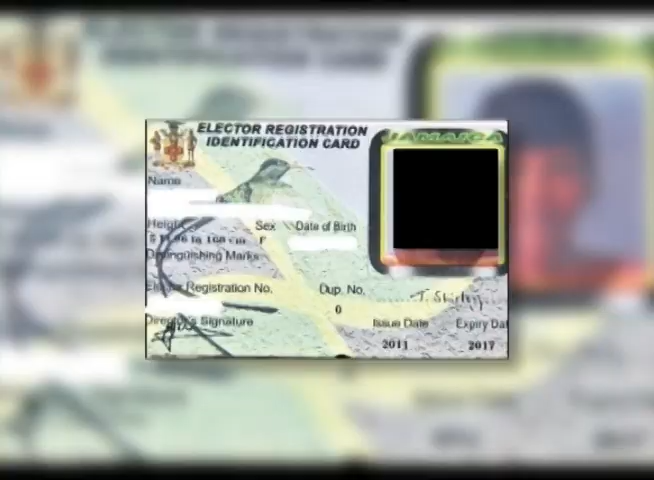 ELECTOR REGISTRATION
IDENTIFICATION CARD
JAMAICA
Name
Height Sex Date of Birth
F
Distinguishing Marks
Elector Registration No. Dup. No.
0
Director's Signature
Issue Date Expiry Dat
2011 2017